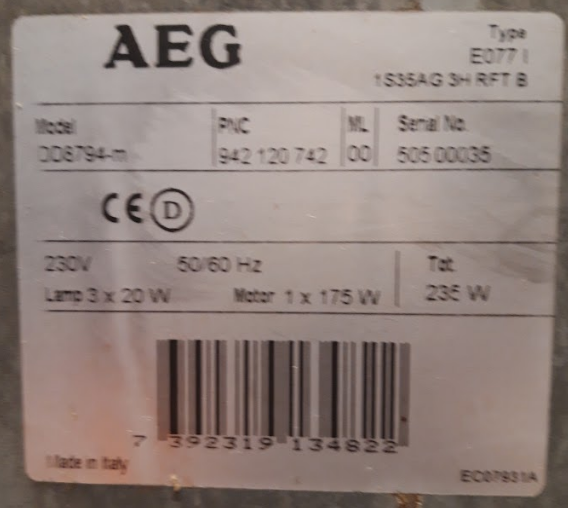 AEG
Type
E077 I
1S35AG 3H RFT B
Model PNC ML Serial No.
DD8794-m 942 120 742 00 505 00035
CE D
230V 50/60 Hz Tot.
Lamp 3 x 20 W Motor 1 x 175 W 235 W
7 392319 134822
Made in Italy
EC07931A